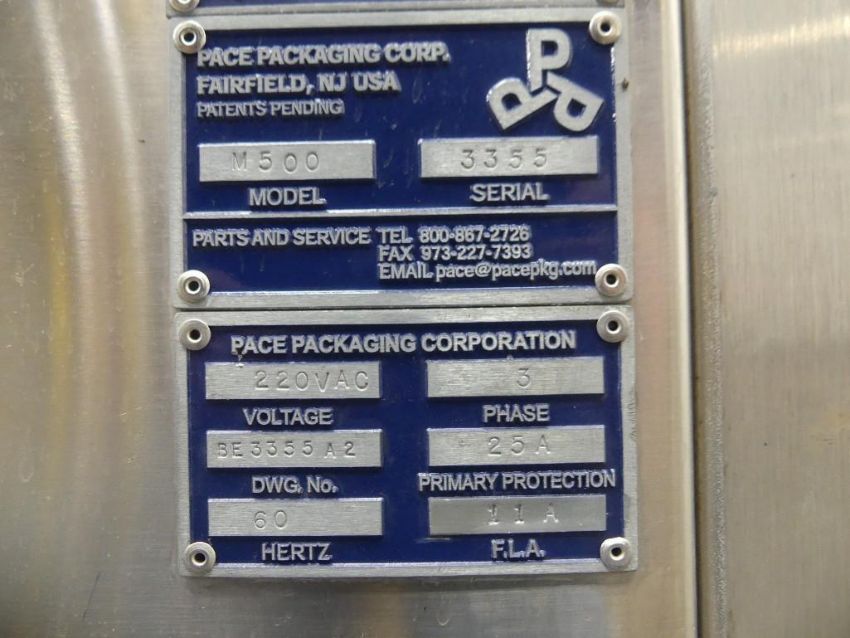 PACE PACKAGING CORP.
FAIRFIELD, NJ USA
PATENTS PENDING
PPP
M500 3355
MODEL SERIAL
PARTS AND SERVICE TEL 800-867-2726
FAX 973-227-7393
EMAIL pace@pacepkg.com
PACE PACKAGING CORPORATION
220VAC 3
VOLTAGE PHASE
BE3355A2 25A
DWG. No. PRIMARY PROTECTION
60 11A
HERTZ F.L.A.